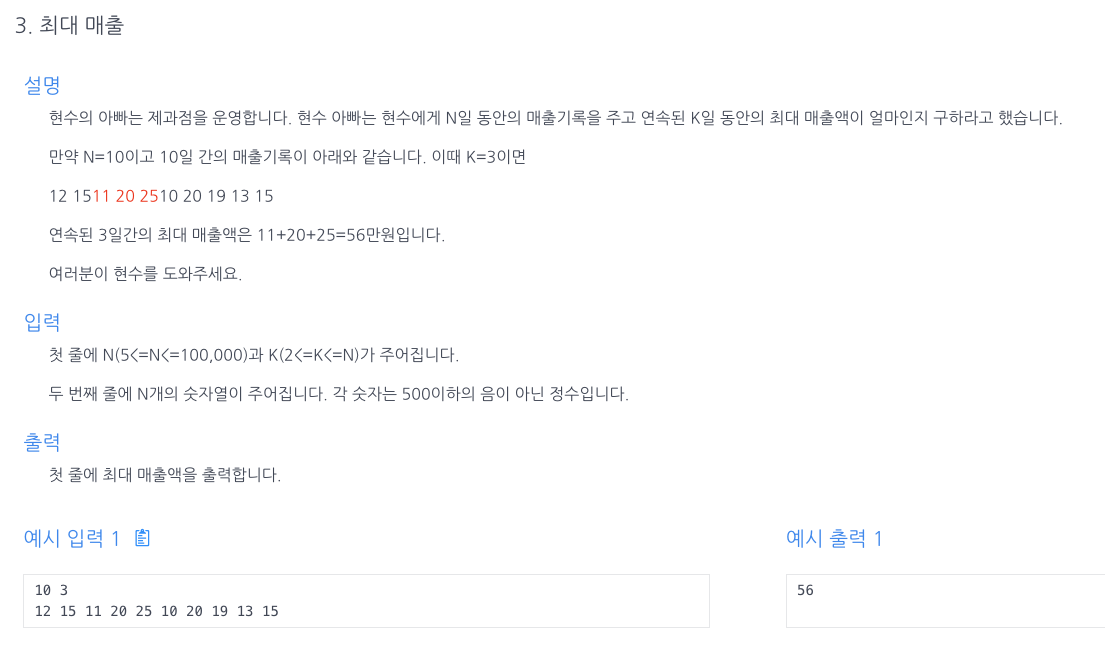 3. 최대 매출
설명
현수의 아빠는 제과점을 운영합니다. 현수 아빠는 현수에게 N일 동안의 매출기록을 주고 연속된 K일 동안의 최대 매출액이 얼마인지 구하라고 했습니다.
만약 N=10이고 10일 간의 매출기록이 아래와 같습니다. 이때 K=3이면
12 1511 20 2510 20 19 13 15
연속된 3일간의 최대 매출액은 11+20+25=56만원입니다.
여러분이 현수를 도와주세요.
입력
첫 줄에 N(5<=N<=100,000)과 K(2<=K<=N)가 주어집니다.
두 번째 줄에 N개의 숫자열이 주어집니다. 각 숫자는 500이하의 음이 아닌 정수입니다.
출력
첫 줄에 최대 매출액을 출력합니다.
예시 입력 1
10 3
12 15 11 20 25 10 20 19 13 15
예시 출력 1
56